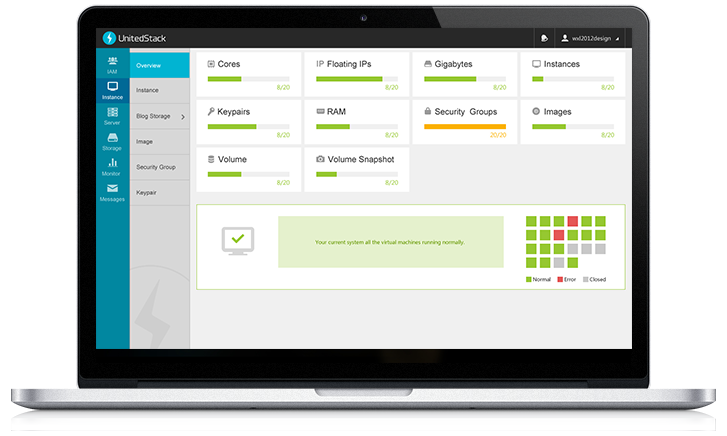 UnitedStack
wxl2012design
IAM
Instance
Server
Storage
Monitor
Messages
Overview
Instance
Blog Storage
Image
Security Group
Keypair
Cores
8/20
IP Floating IPs
8/20
Gigabytes
8/20
Instances
8/20
Keypairs
8/20
RAM
8/20
Security Groups
20/20
Images
8/20
Volume
8/20
Volume Snapshot
8/20
Your current system all the virtual machines running normally.
Normal Error Closed